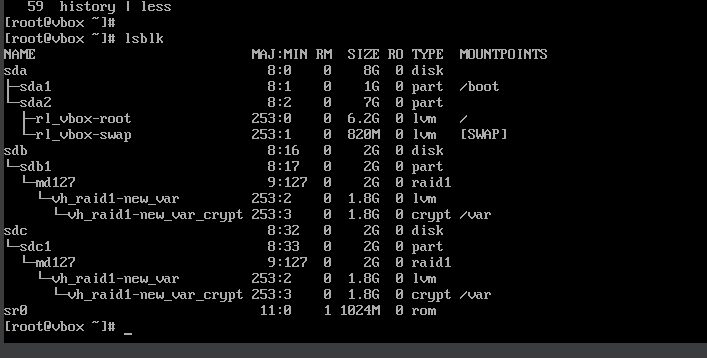 59  history | less
[root@vbox ~]#
[root@vbox ~]# lsblk
NAME                          MAJ:MIN RM  SIZE RO TYPE  MOUNTPOINTS
sda                             8:0    0    8G  0 disk
├─sda1                          8:1    0    1G  0 part  /boot
└─sda2                          8:2    0    7G  0 part
  ├─rl_vbox-root              253:0    0  6.2G  0 lvm   /
  └─rl_vbox-swap              253:1    0  820M  0 lvm   [SWAP]
sdb                             8:16   0    2G  0 disk
└─sdb1                          8:17   0    2G  0 part
  └─md127                       9:127  0    2G  0 raid1
    └─vh_raid1-new_var        253:2    0  1.8G  0 lvm
      └─vh_raid1-new_var_crypt 253:3    0  1.8G  0 crypt /var
sdc                             8:32   0    2G  0 disk
└─sdc1                          8:33   0    2G  0 part
  └─md127                       9:127  0    2G  0 raid1
    └─vh_raid1-new_var        253:2    0  1.8G  0 lvm
      └─vh_raid1-new_var_crypt 253:3    0  1.8G  0 crypt /var
sr0                            11:0    1 1024M  0 rom
[root@vbox ~]# _